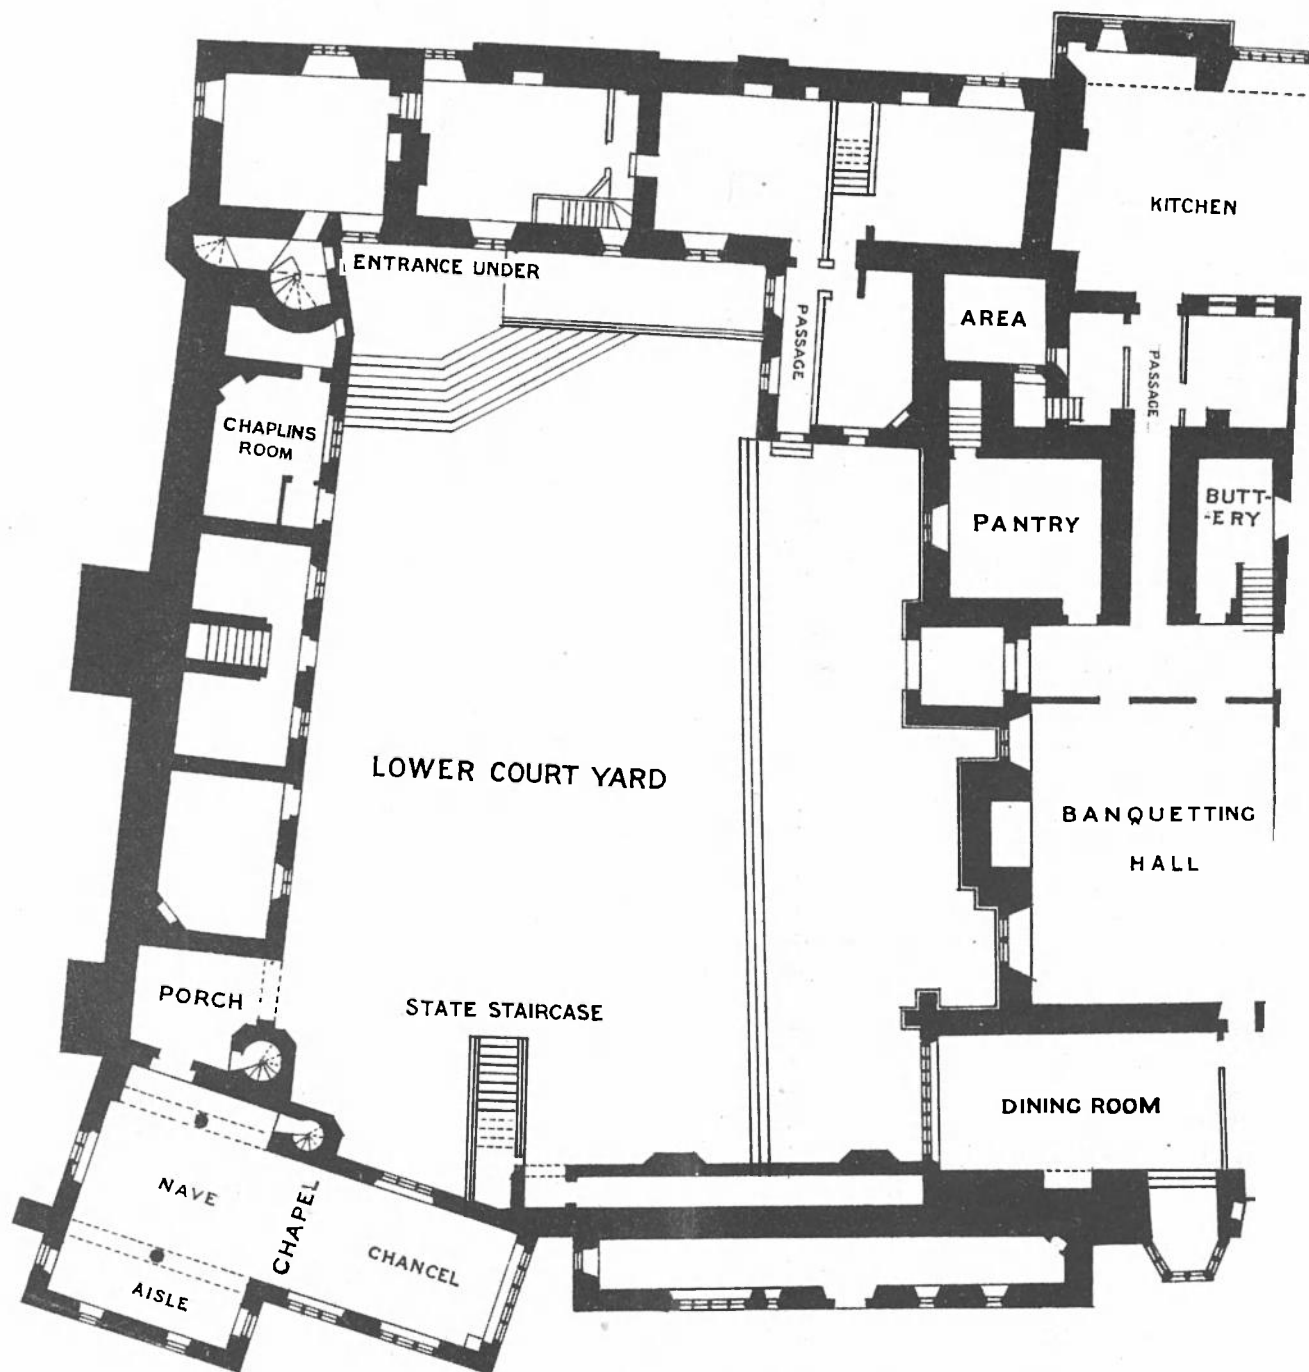 KITCHEN
ENTRANCE UNDER
AREA
PASSAGE
PASSAGE
CHAPLINS
ROOM
PANTRY
BUTT-
-ERY
LOWER COURT YARD
BANQUETTING
HALL
PORCH
STATE STAIRCASE
DINING ROOM
NAVE
CHAPEL
CHANCEL
AISLE